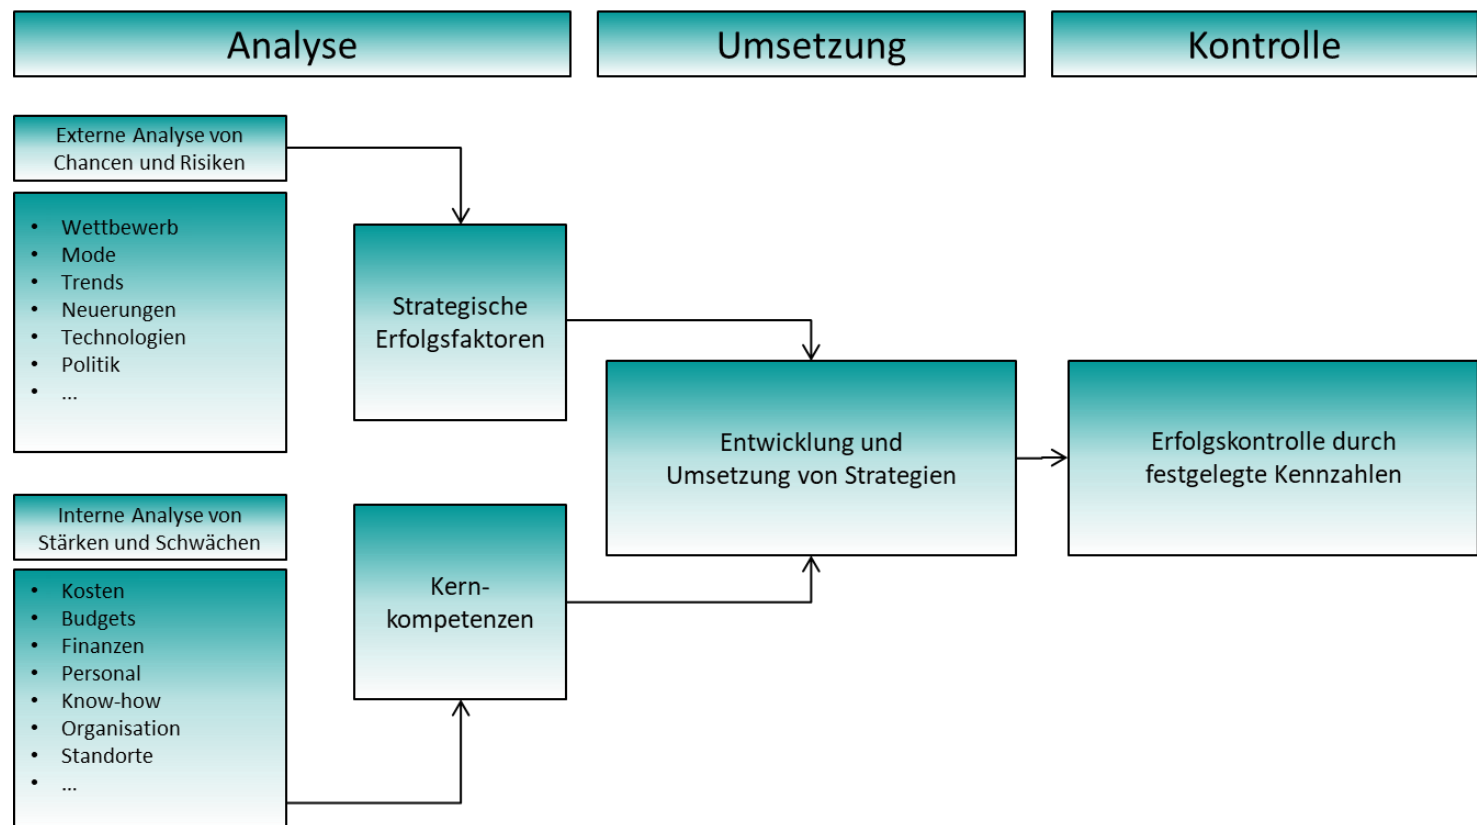 Analyse
Umsetzung
Kontrolle
Externe Analyse von
Chancen und Risiken
• Wettbewerb
• Mode
• Trends
• Neuerungen
• Technologien
• Politik
• ...
Strategische
Erfolgsfaktoren
Interne Analyse von
Stärken und Schwächen
• Kosten
• Budgets
• Finanzen
• Personal
• Know-how
• Organisation
• Standorte
• ...
Kern-
kompetenzen
Entwicklung und
Umsetzung von Strategien
Erfolgskontrolle durch
festgelegte Kennzahlen